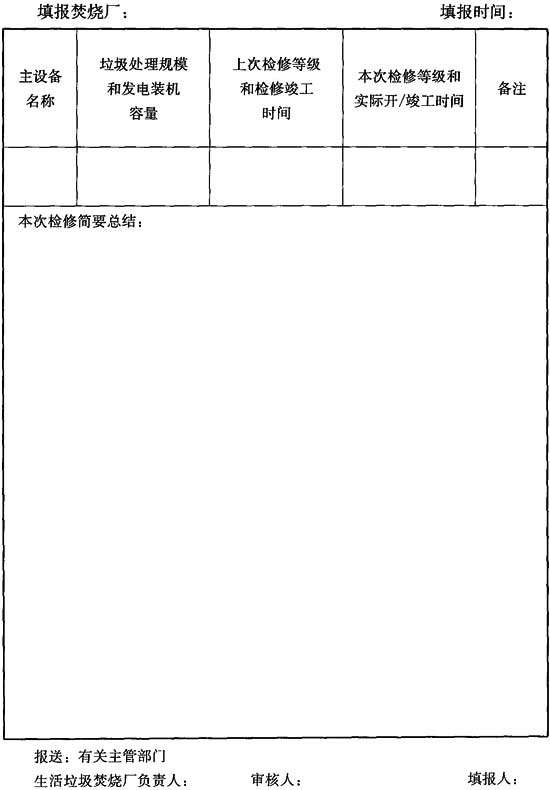 填报焚烧厂： 填报时间：
主设备
名称
垃圾处理规模
和发电装机
容量
上次检修等级
和检修竣工
时间
本次检修等级和
实际开/竣工时间
备注
本次检修简要总结：
报送：有关主管部门
生活垃圾焚烧厂负责人： 审核人： 填报人：